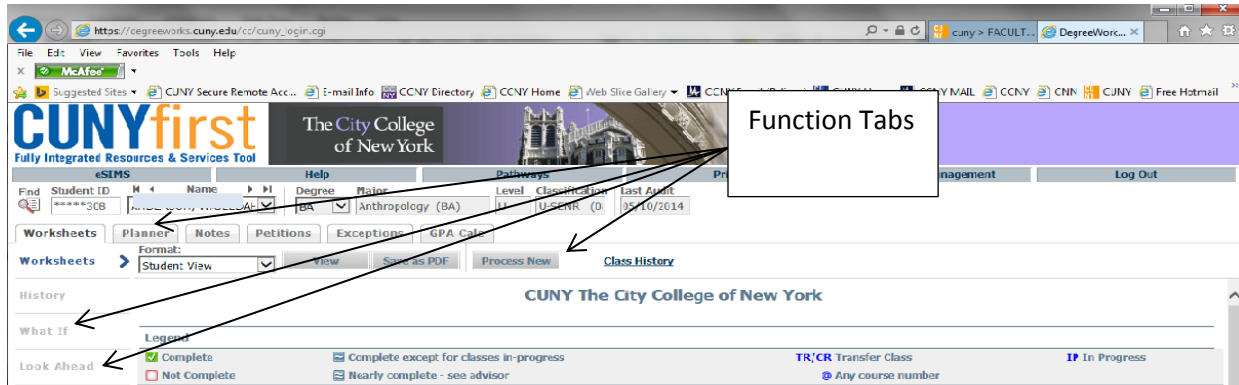 https://degreeworks.cuny.edu/cc/cuny_login.cgi
cuny > FACULT...
DegreeWork...
File Edit View Favorites Tools Help
x McAfee
Suggested Sites CUNY Secure Remote Acc... E-mail Info CCNY Directory CCNY Home Web Slice Gallery MAIL CCNY CNN CUNY Free Hotmail
Function Tabs
CUNYfirst
Fully Integrated Resources & Services Tool
The City College
of New York
eSIMS Help Pathways Log Out
Find Student ID Name Degree Major Level Classification Last Audit
*****308 BA Anthropology (BA) U-SENR 05/10/2014
Worksheets Planner Notes Petitions Exceptions GPA Calc
Format:
Worksheets Student View View Save as PDF Process New Class History
History
CUNY The City College of New York
What If
Legend
Look Ahead
Complete Complete except for classes in-progress TR/CR Transfer Class IP In Progress
Not Complete Nearly complete - see advisor @ Any course number